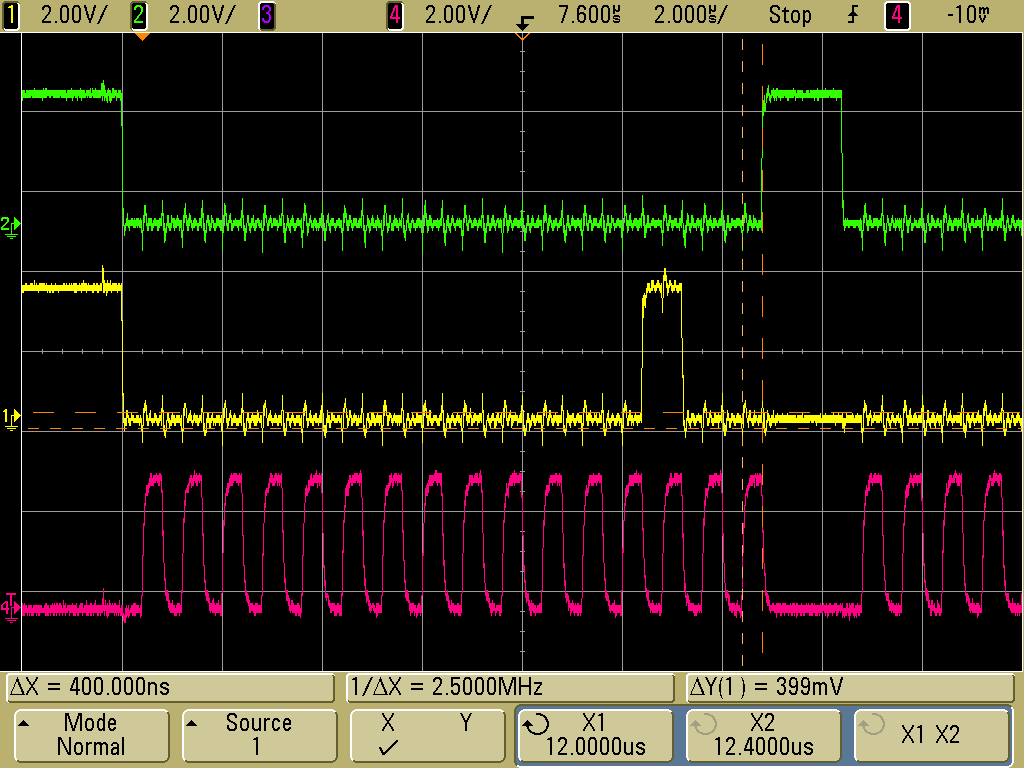 1 2.00V/ 2 2.00V/ 3 4 2.00V/ 7.600µs 2.000µs/ Stop 4 -10mV
2
1
4 T
ΔX = 400.000ns 1/ΔX = 2.5000MHz ΔY(1) = 399mV
Mode Source X Y X1 X2 X1 X2
Normal 1 ✓ 12.0000us 12.4000us